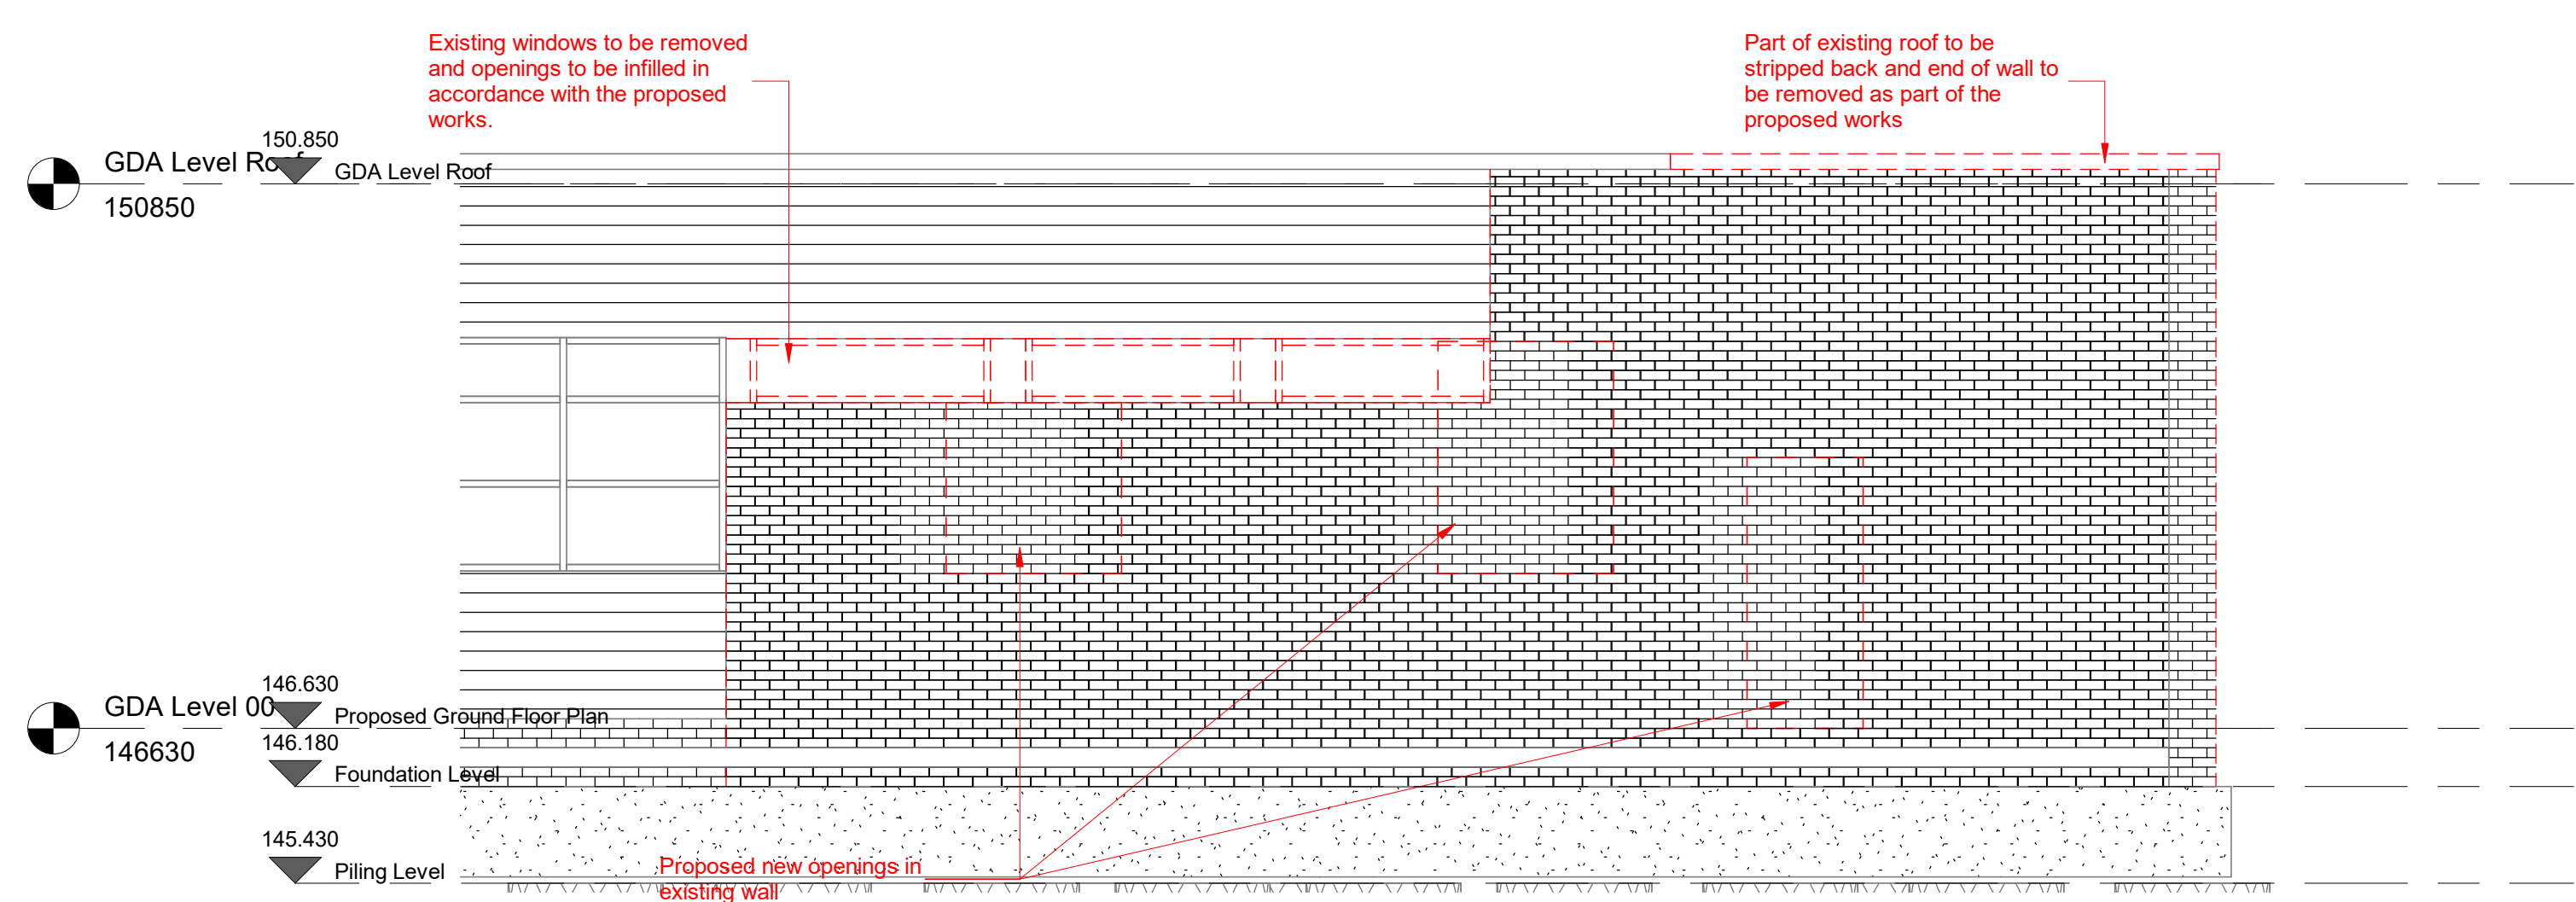 Existing windows to be removed
and openings to be infilled in
accordance with the proposed
works.
Part of existing roof to be
stripped back and end of wall to
be removed as part of the
proposed works
150.850
GDA Level Roof
GDA Level Roof
150850
146.630
GDA Level 00
Proposed Ground Floor Plan
146630
146.180
Foundation Level
145.430
Piling Level
Proposed new openings in
existing wall